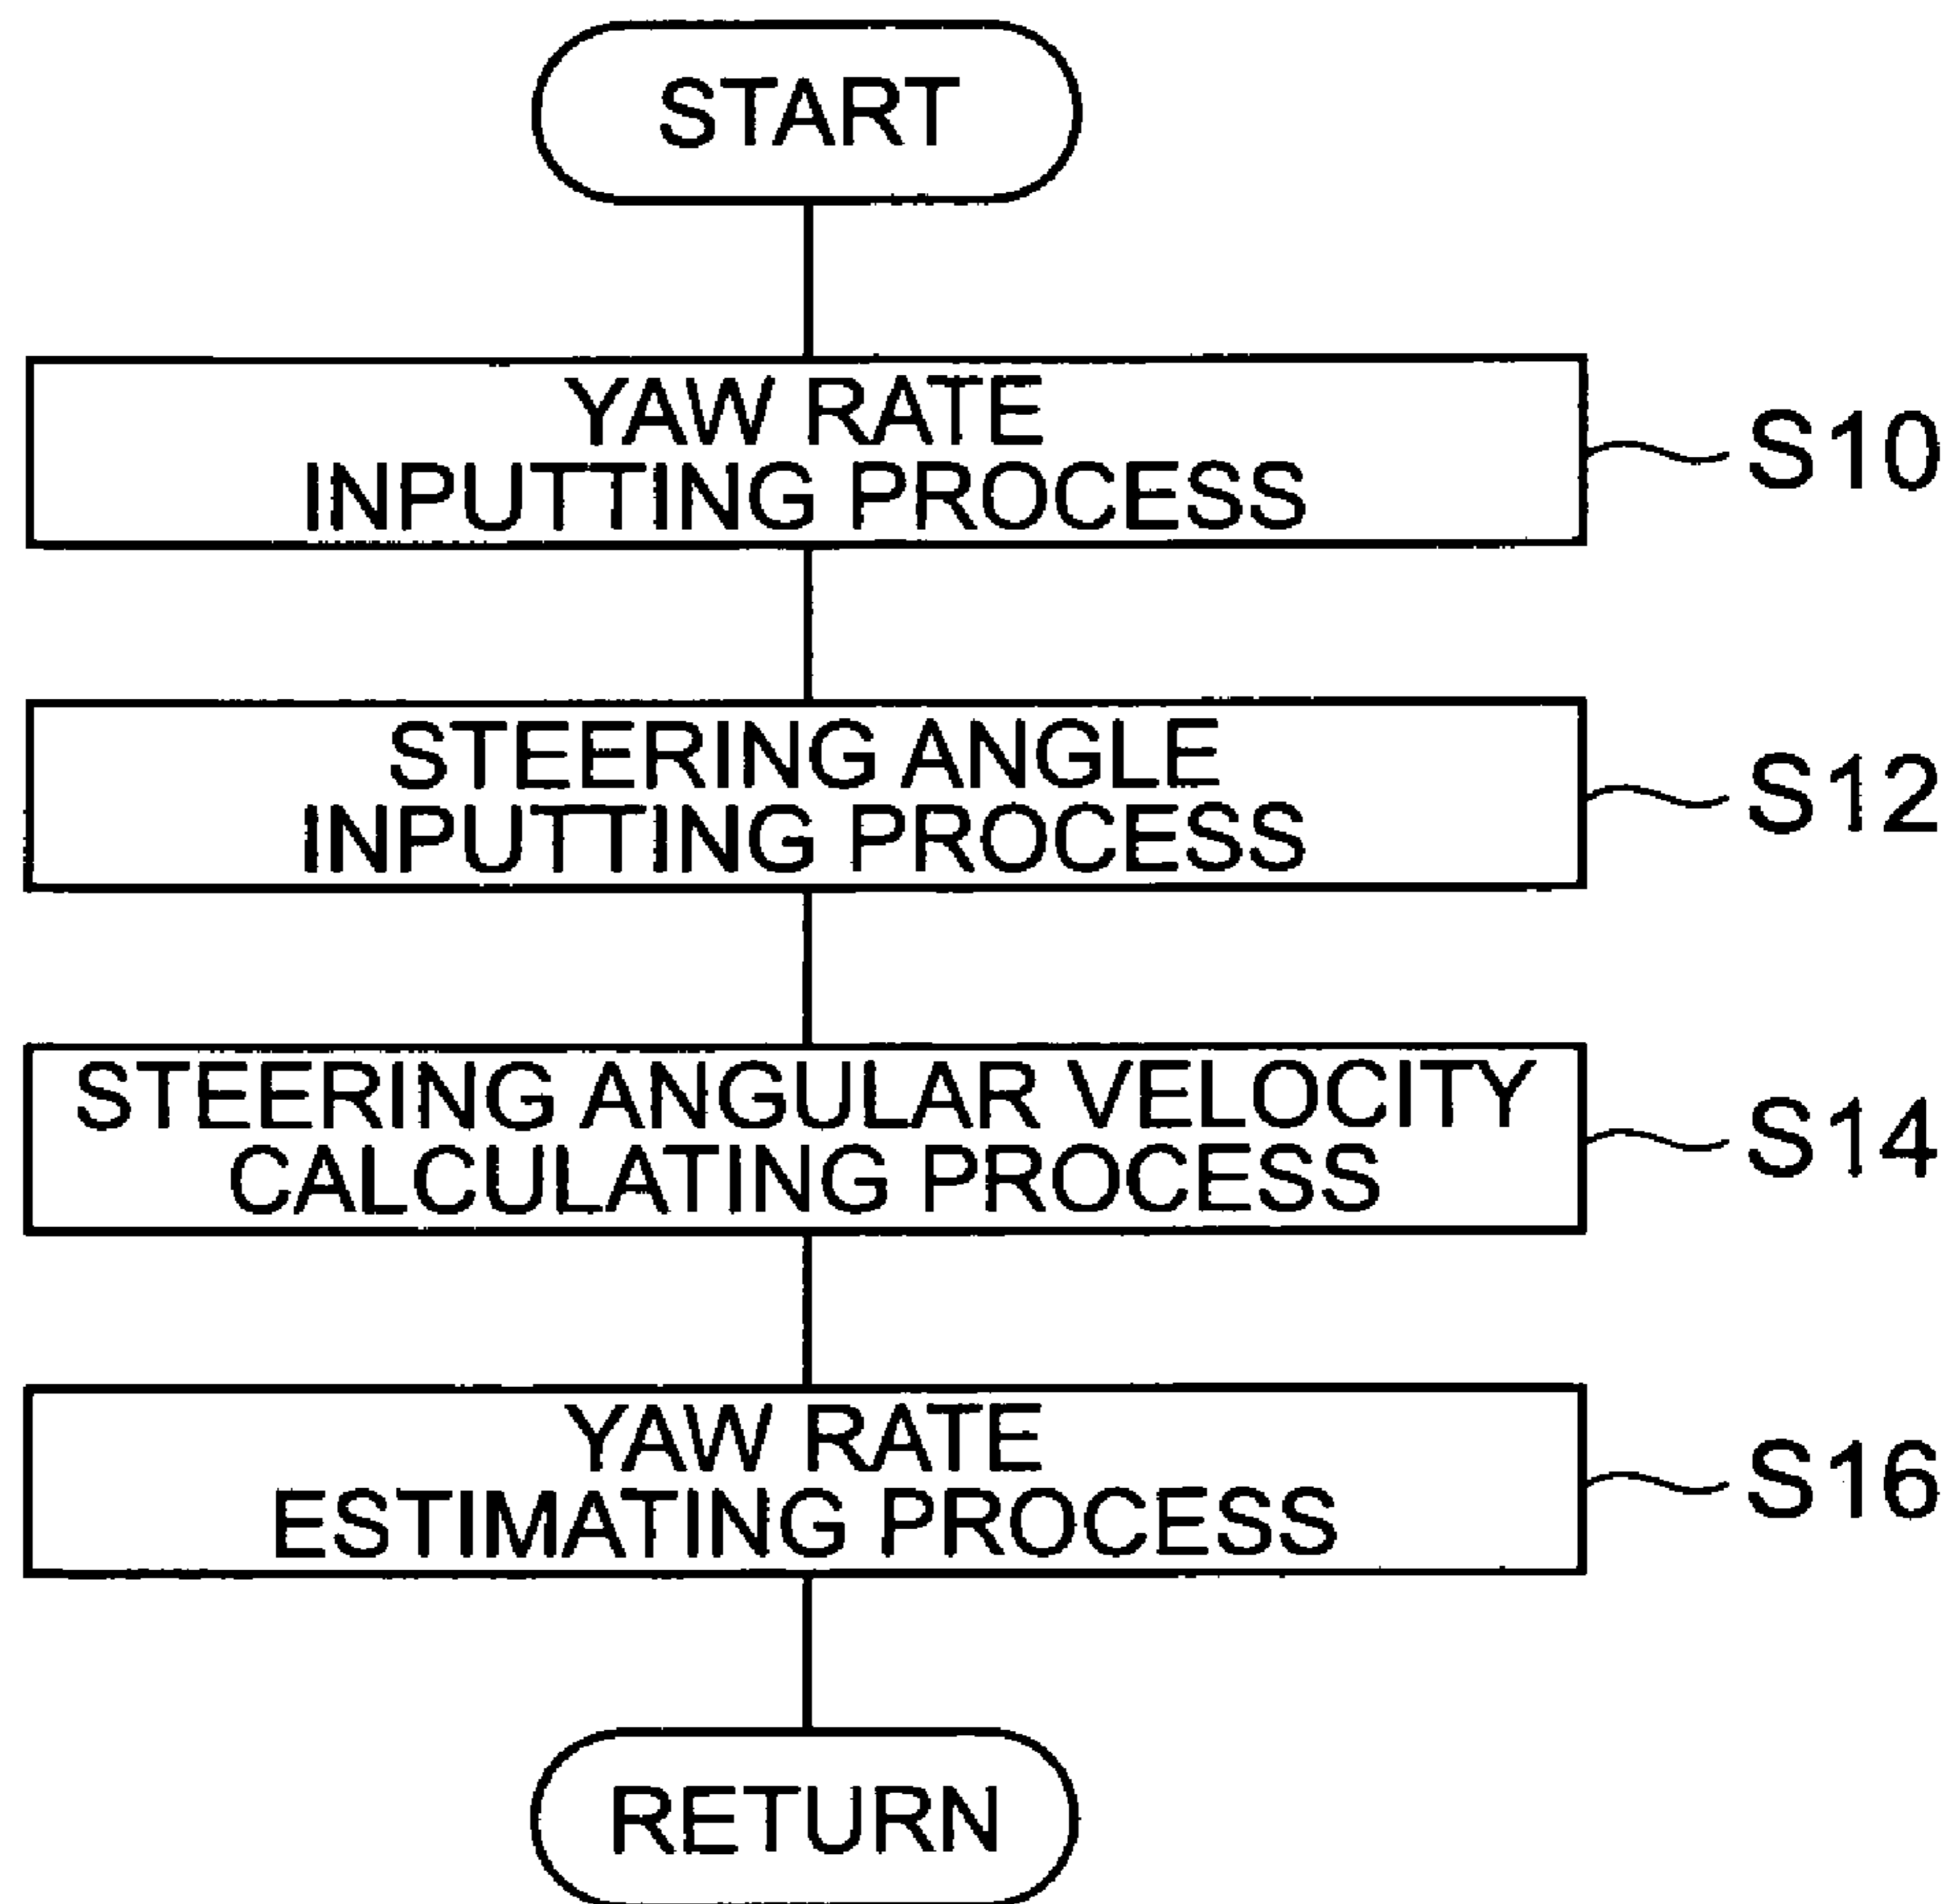 START
YAW RATE
INPUTTING PROCESS
S10
STEERING ANGLE
INPUTTING PROCESS
S12
STEERING ANGULAR VELOCITY
CALCULATING PROCESS
S14
YAW RATE
ESTIMATING PROCESS
S16
RETURN